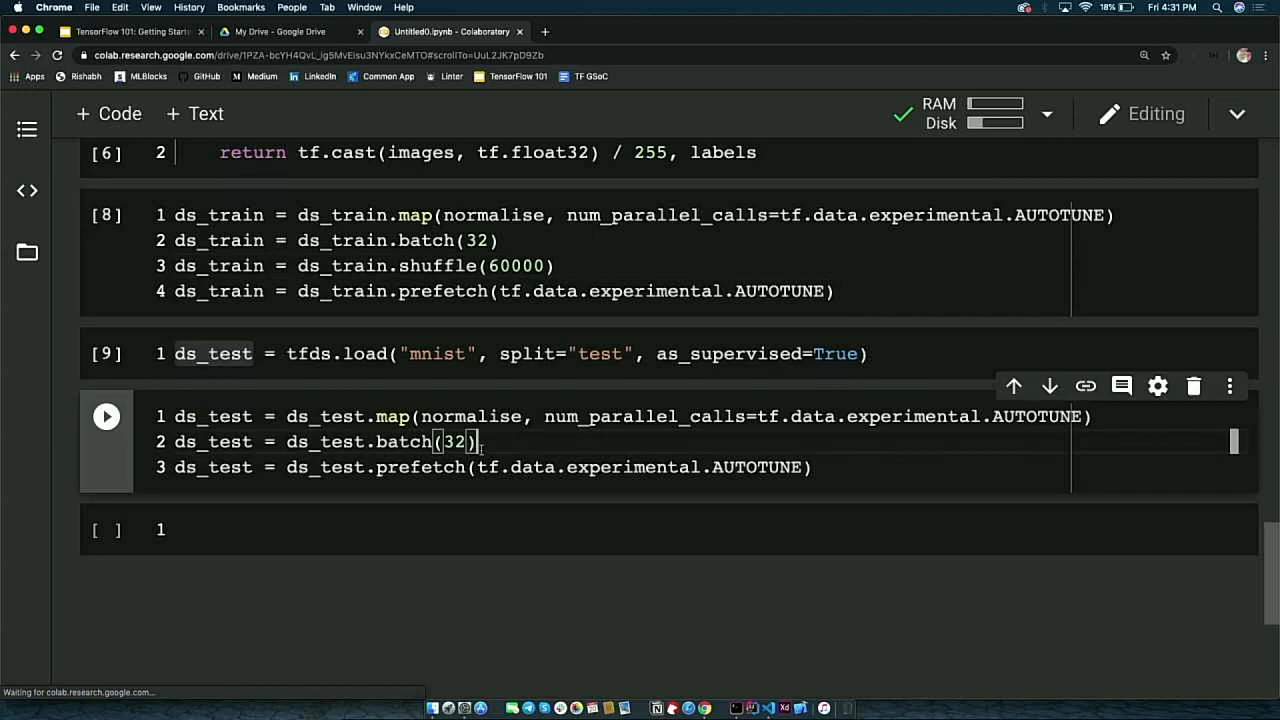 Chrome File Edit View History Bookmarks People Tab Window Help 18% Fri 4:31 PM
TensorFlow 101: Getting Starte My Drive - Google Drive Untitled0.ipynb - Colaboratory
colab.research.google.com/drive/1PZA-bcYH4QvL_ig5MvEisu3NYkxCeMTO#scrollTo=UuL2JK7pD9Zb
Apps Rishabh MLBlocks GitHub Medium LinkedIn Common App Linter TensorFlow 101 TF GSoC
+ Code + Text RAM Disk Editing
[6] 2 return tf.cast(images, tf.float32) / 255, labels
[8] 1 ds_train = ds_train.map(normalise, num_parallel_calls=tf.data.experimental.AUTOTUNE)
2 ds_train = ds_train.batch(32)
3 ds_train = ds_train.shuffle(60000)
4 ds_train = ds_train.prefetch(tf.data.experimental.AUTOTUNE)
[9] 1 ds_test = tfds.load("mnist", split="test", as_supervised=True)
1 ds_test = ds_test.map(normalise, num_parallel_calls=tf.data.experimental.AUTOTUNE)
2 ds_test = ds_test.batch(32)
3 ds_test = ds_test.prefetch(tf.data.experimental.AUTOTUNE)
[ ] 1
Waiting for colab.research.google.com...